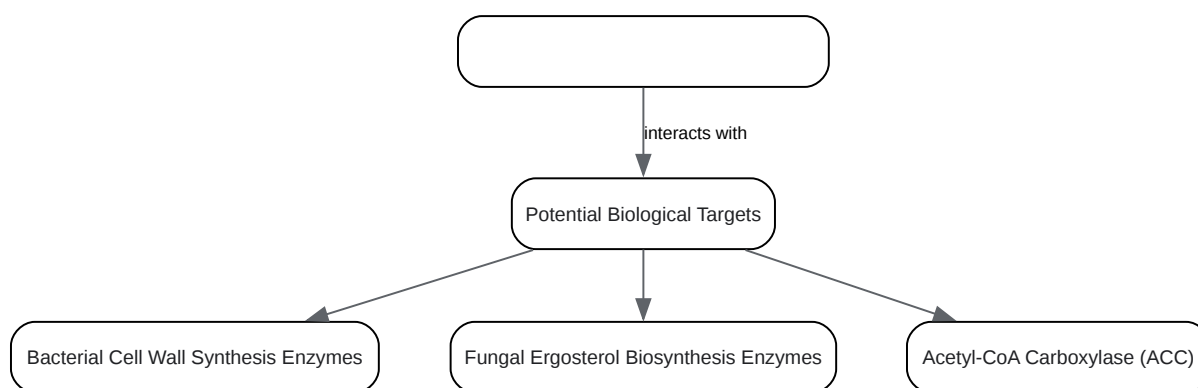 interacts with
Potential Biological Targets
Bacterial Cell Wall Synthesis Enzymes
Fungal Ergosterol Biosynthesis Enzymes
Acetyl-CoA Carboxylase (ACC)